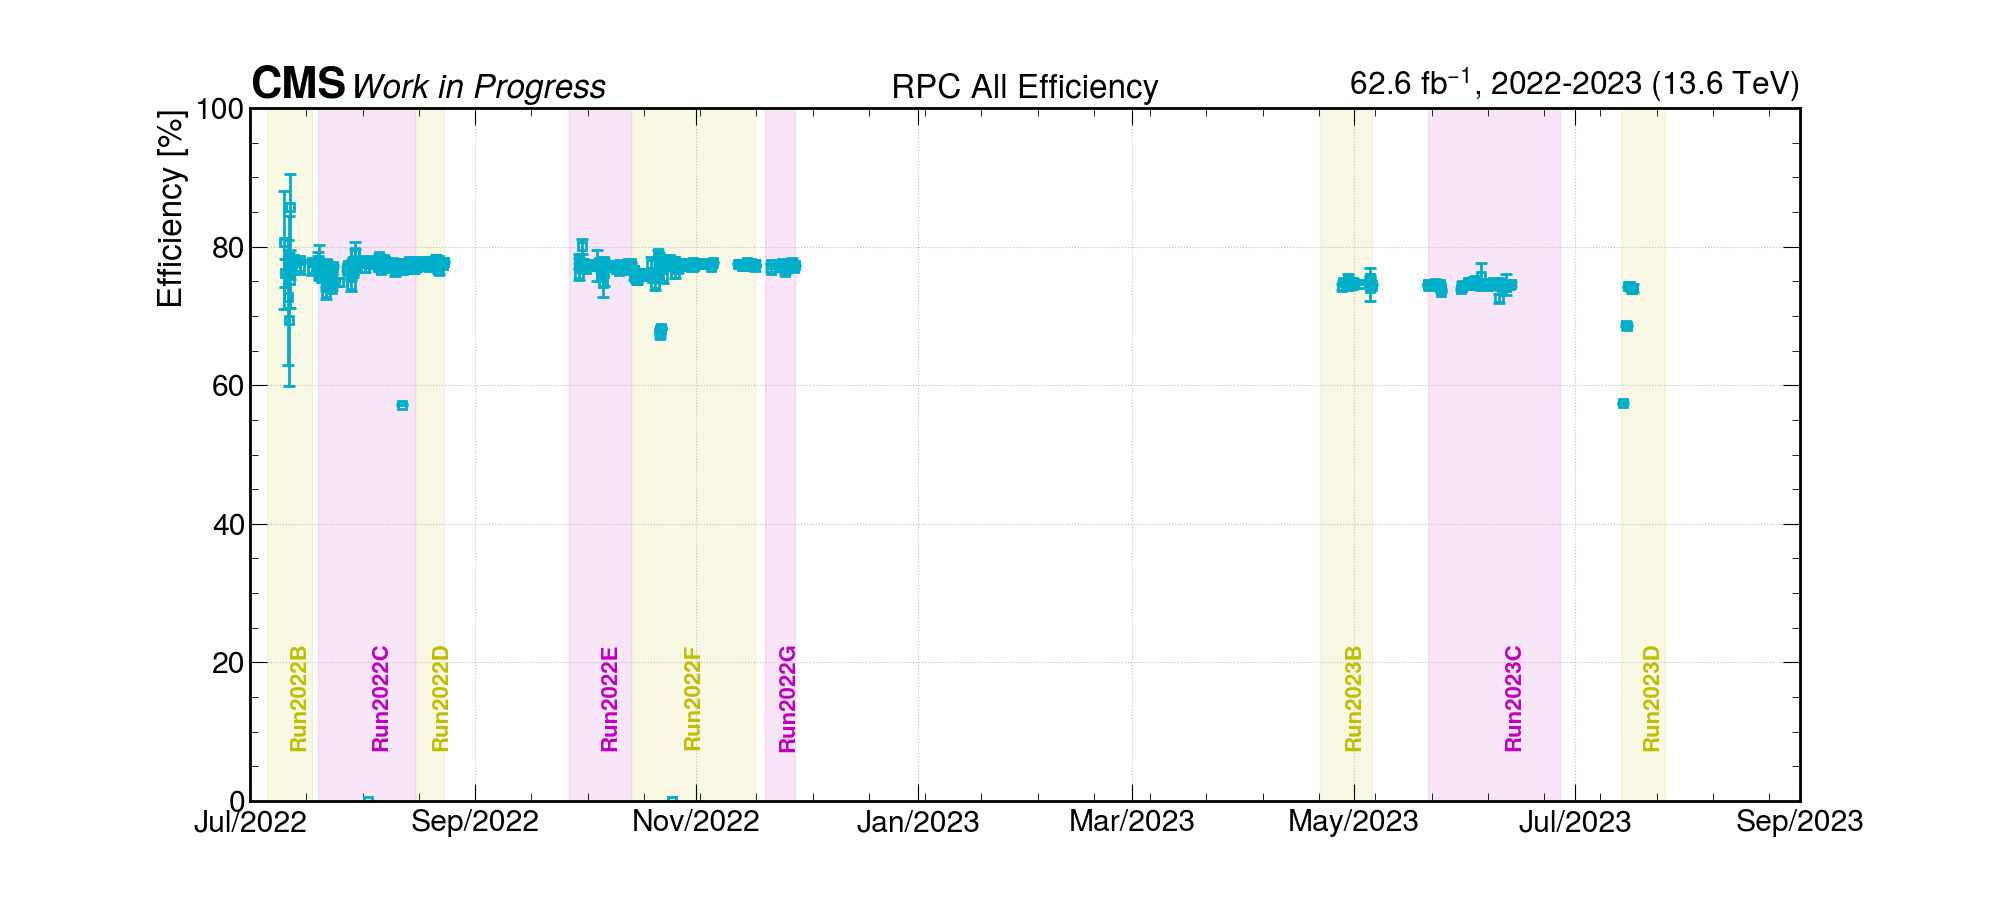 CMS Work in Progress RPC All Efficiency 62.6 fb⁻¹, 2022-2023 (13.6 TeV)
Efficiency [%]
100
80
60
40
20
0
Run2022B
Run2022C
Run2022D
Run2022E
Run2022F
Run2022G
Run2023B
Run2023C
Run2023D
Jul/2022 Sep/2022 Nov/2022 Jan/2023 Mar/2023 May/2023 Jul/2023 Sep/2023